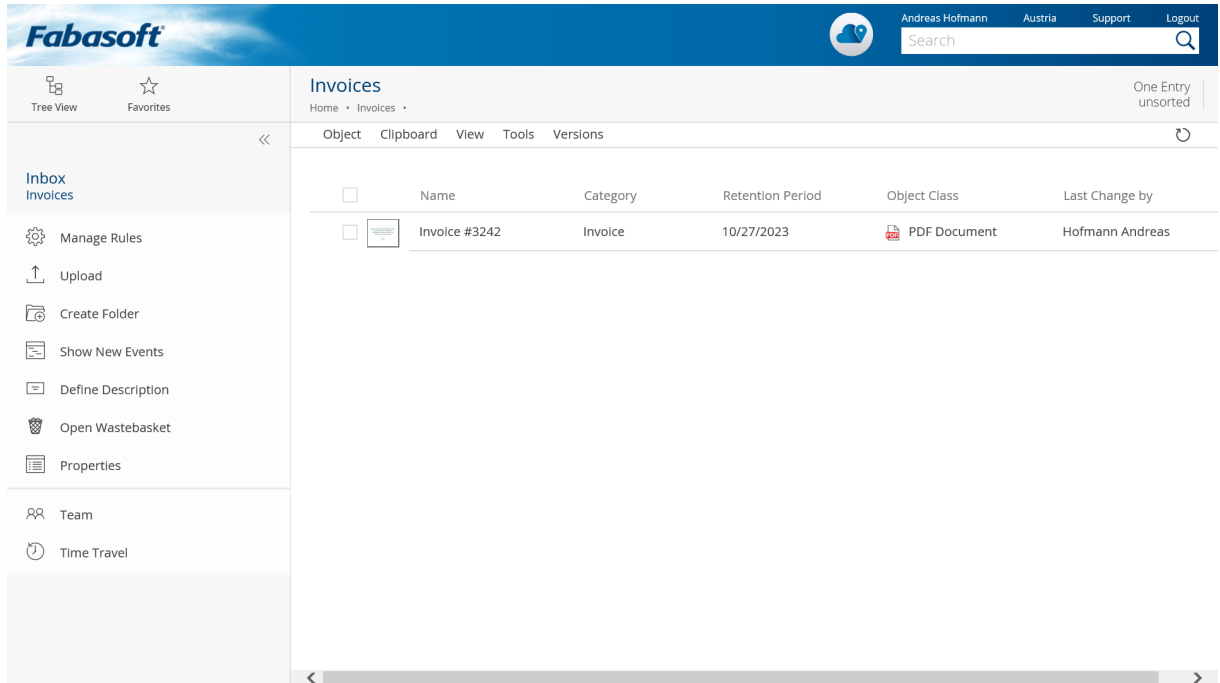 Fabasoft
Andreas Hofmann Austria Support Logout
Search
Tree View Favorites
Invoices
Home • Invoices •
One Entry
unsorted
Object Clipboard View Tools Versions
Inbox
Invoices
Manage Rules
Upload
Create Folder
Show New Events
Define Description
Open Wastebasket
Properties
Team
Time Travel
Name Category Retention Period Object Class Last Change by
Invoice #3242 Invoice 10/27/2023 PDF PDF Document Hofmann Andreas